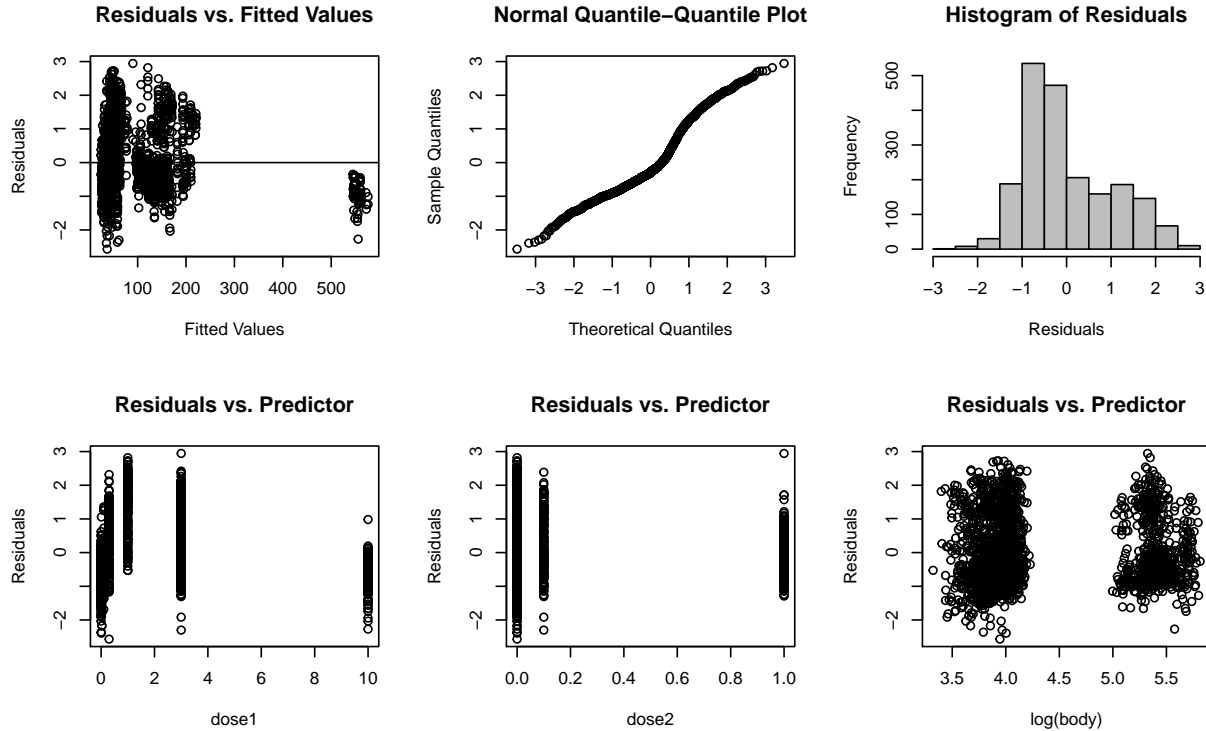 Residuals vs. Fitted Values
Residuals
3
2
1
0
−2
100 200 300 400 500
Fitted Values
Normal Quantile−Quantile Plot
Sample Quantiles
3
2
1
0
−2
−3 −2 −1 0 1 2 3
Theoretical Quantiles
Histogram of Residuals
Frequency
500
300
100
0
−3 −2 −1 0 1 2 3
Residuals
Residuals vs. Predictor
Residuals
3
2
1
0
−2
0 2 4 6 8 10
dose1
Residuals vs. Predictor
Residuals
3
2
1
0
−2
0.0 0.2 0.4 0.6 0.8 1.0
dose2
Residuals vs. Predictor
Residuals
3
2
1
0
−2
3.5 4.0 4.5 5.0 5.5
log(body)